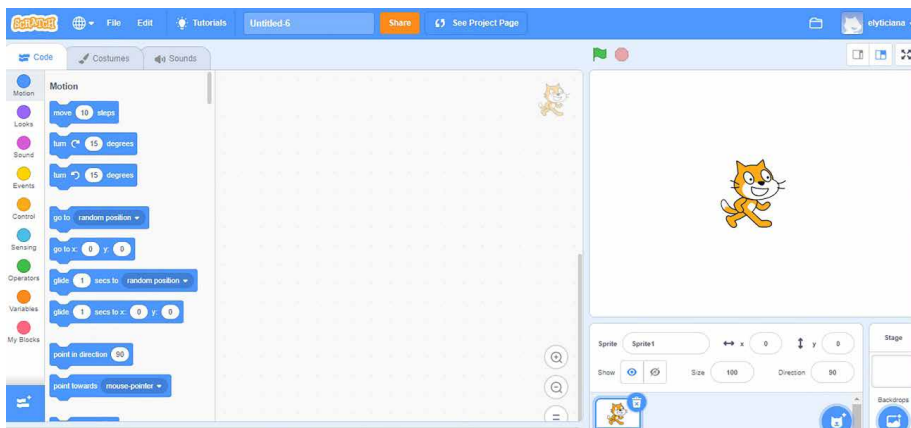 SCRATCH File Edit Tutorials Untitled-6 Share See Project Page elyticiana
Code Costumes Sounds
Motion
Looks
Sound
Events
Control
Sensing
Operators
Variables
My Blocks
Motion
move 10 steps
turn 15 degrees
turn 15 degrees
go to random position
go to x: 0 y: 0
glide 1 secs to random position
glide 1 secs to x: 0 y: 0
point in direction 90
point towards mouse-pointer
Sprite Sprite1 x 0 y 0
Show Size 100 Direction 90
Stage
Backdrops